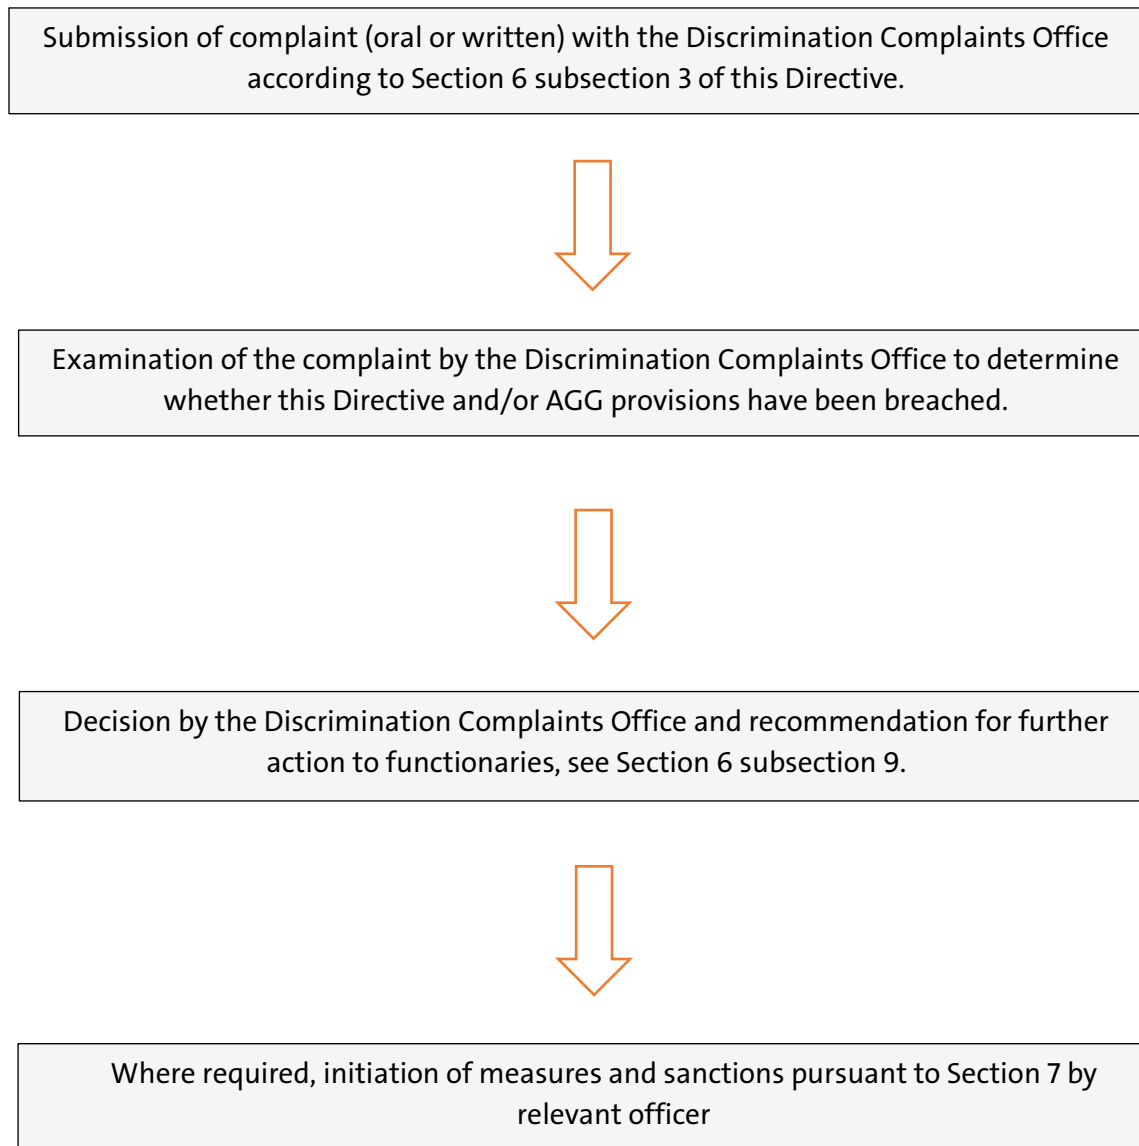 Submission of complaint (oral or written) with the Discrimination Complaints Office
according to Section 6 subsection 3 of this Directive.
Examination of the complaint by the Discrimination Complaints Office to determine
whether this Directive and/or AGG provisions have been breached.
Decision by the Discrimination Complaints Office and recommendation for further
action to functionaries, see Section 6 subsection 9.
Where required, initiation of measures and sanctions pursuant to Section 7 by
relevant officer